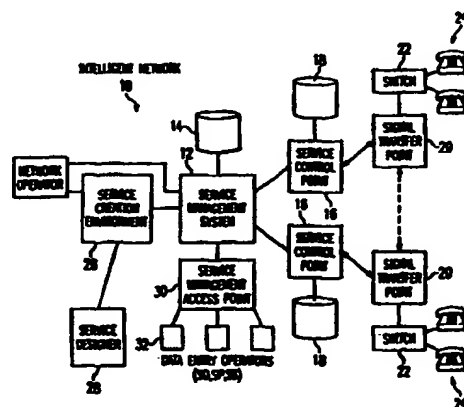 INTELLIGENT NETWORK
10
14
12
NETWORK OPERATOR
SERVICE CREATION ENVIRONMENT
28
SERVICE DESIGNER
28
SERVICE MANAGEMENT SYSTEM
30
SERVICE MANAGEMENT ACCESS POINT
32
DATA ENTRY OPERATORS
18
SERVICE CONTROL POINT
16
16
SERVICE CONTROL POINT
18
22
SWITCH
SIGNAL TRANSFER POINT
20
SIGNAL TRANSFER POINT
20
SWITCH
22